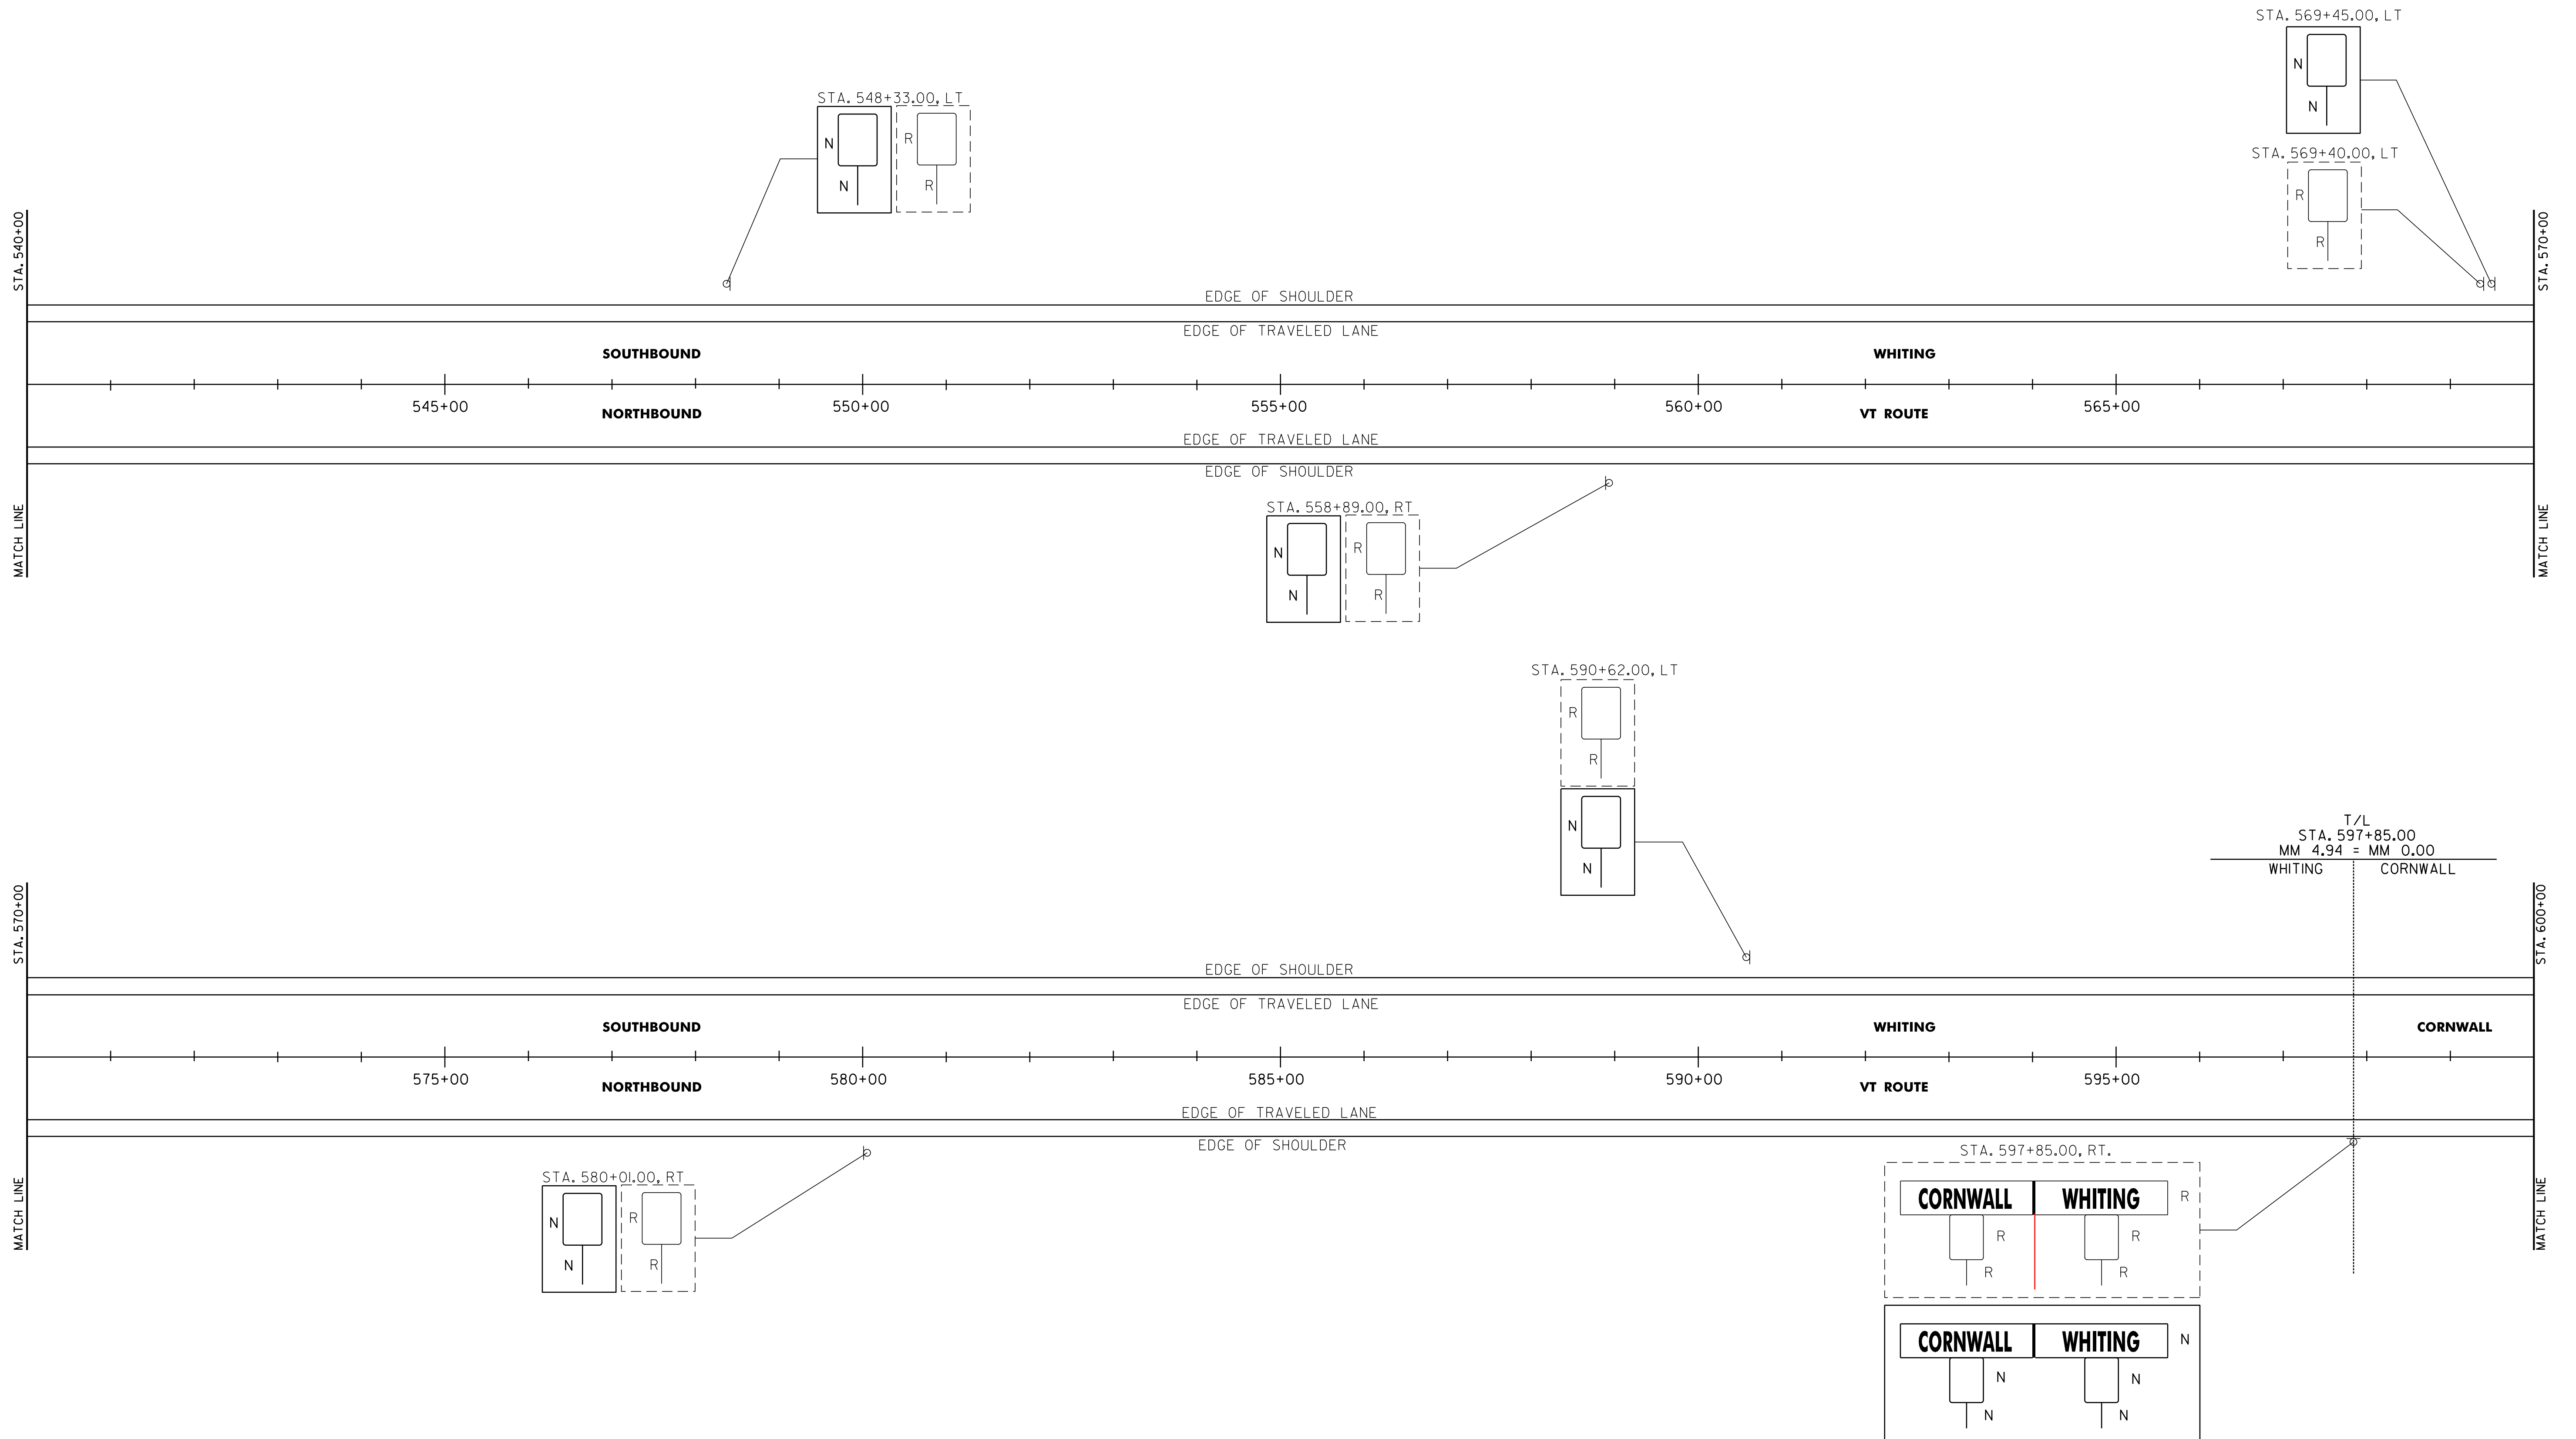 STA. 569+45.00, LT
N
N
STA. 548+33.00, LT
N
R
N
R
STA. 569+40.00, LT
R
R
STA. 540+00
STA. 570+00
EDGE OF SHOULDER
EDGE OF TRAVELED LANE
SOUTHBOUND
WHITING
545+00
550+00
555+00
560+00
565+00
NORTHBOUND
VT ROUTE
EDGE OF TRAVELED LANE
EDGE OF SHOULDER
MATCH LINE
MATCH LINE
STA. 558+89.00, RT
N
R
N
R
STA. 590+62.00, LT
R
R
N
N
T/L
STA. 597+85.00
MM 4.94 = MM 0.00
WHITING
CORNWALL
STA. 570+00
STA. 600+00
EDGE OF SHOULDER
EDGE OF TRAVELED LANE
SOUTHBOUND
WHITING
CORNWALL
575+00
580+00
585+00
590+00
595+00
NORTHBOUND
VT ROUTE
EDGE OF TRAVELED LANE
EDGE OF SHOULDER
MATCH LINE
MATCH LINE
STA. 580+01.00, RT
N
R
N
R
STA. 597+85.00, RT.
CORNWALL
WHITING
R
R
R
R
R
CORNWALL
WHITING
N
N
N
N
N